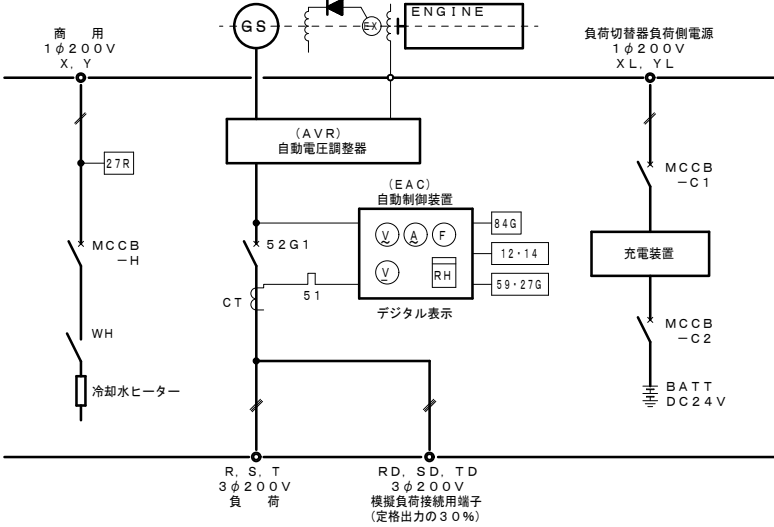 ENGINE
GS
EX
商　用
1φ200V
X, Y
負荷切替器負荷側電源
1φ200V
XL, YL
(AVR)
自動電圧調整器
27R
MCCB
-C1
(EAC)
自動制御装置
84G
V A F
12・14
充電装置
MCCB
-H
52G1
V
RH
59・27G
CT
51
デジタル表示
WH
MCCB
-C2
冷却水ヒーター
BATT
DC24V
R, S, T
3φ200V
負　荷
RD, SD, TD
3φ200V
模擬負荷接続用端子
(定格出力の30%)